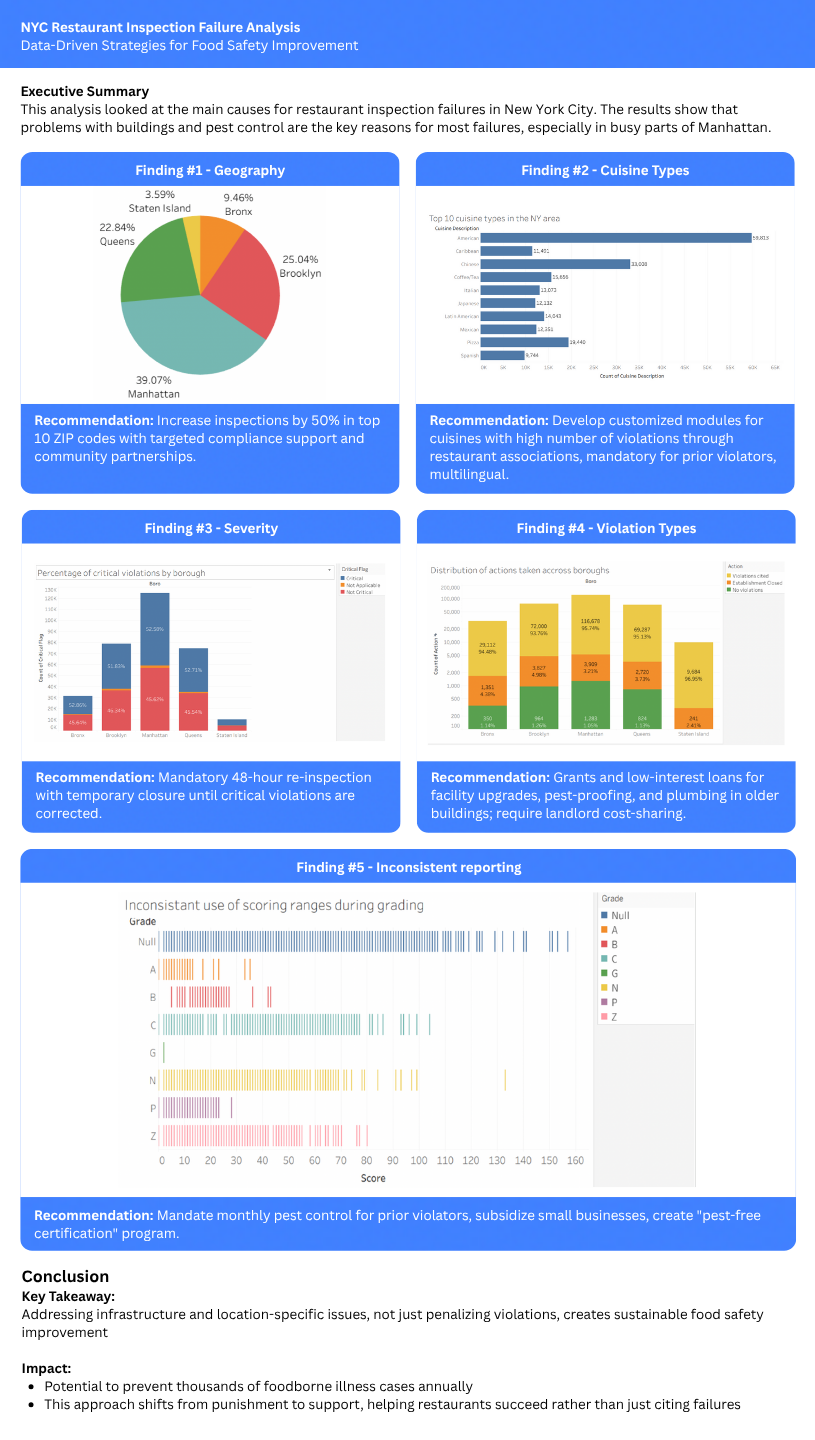 NYC Restaurant Inspection Failure Analysis
Data-Driven Strategies for Food Safety Improvement
Executive Summary
This analysis looked at the main causes for restaurant inspection failures in New York City. The results show that
problems with buildings and pest control are the key reasons for most failures, especially in busy parts of Manhattan.
Finding #1 - Geography
3.59%
Staten Island
9.46%
Bronx
22.84%
Queens
25.04%
Brooklyn
39.07%
Manhattan
Recommendation: Increase inspections by 50% in top
10 ZIP codes with targeted compliance support and
community partnerships.
Finding #2 - Cuisine Types
Top 10 cuisine types in the NY area
Cuisine Description
American 59,813
Caribbean 11,401
Chinese
Coffee/Tea
Italian 13,073
Japanese 12,132
Latin American 14,043
Mexican 12,351
Pizza 19,440
Spanish 9,744
0K 5K 10K 15K 20K 25K 30K 35K 40K 45K 50K 55K 60K 65K
Count of Cuisine Description
Recommendation: Develop customized modules for
cuisines with high number of violations through
restaurant associations, mandatory for prior violators,
multilingual.
Finding #3 - Severity
Percentage of critical violations by borough
Boro
Critical Flag
Critical
Not Applicable
Not Critical
Count of Critical Flag
130K
120K
110K
100K
90K
80K
70K
60K
50K
40K
30K
20K
10K
0K
52.71%
45.54%
Bronx Brooklyn Manhattan Queens Staten Island
Recommendation: Mandatory 48-hour re-inspection
with temporary closure until critical violations are
corrected.
Finding #4 - Violation Types
Distribution of actions taken accross boroughs
Boro
Action
Violations cited
Establishment Closed
No violations
Count of Action
200,000
100,000
50,000
20,000
10,000
5,000
2,000
1,000
500
200
100
29,112
94.48%
72,000
93.76%
116,678
95.74%
69,287
95.13%
9,684
96.95%
1,351
4.38%
3,827
4.98%
3,909
3.21%
2,720
3.73%
241
2.41%
350
1.14%
964
1.26%
1,283
1.05%
824
1.13%
Bronx Brooklyn Manhattan Queens Staten Island
Recommendation: Grants and low-interest loans for
facility upgrades, pest-proofing, and plumbing in older
buildings; require landlord cost-sharing.
Finding #5 - Inconsistent reporting
Inconsistant use of scoring ranges during grading
Grade
Null
A
B
C
G
N
P
Z
0 10 20 30 40 50 60 70 80 90 100 110 120 130 140 150 160
Score
Grade
Null
A
B
C
G
N
P
Z
Recommendation: Mandate monthly pest control for prior violators, subsidize small businesses, create "pest-free
certification" program.
Conclusion
Key Takeaway:
Addressing infrastructure and location-specific issues, not just penalizing violations, creates sustainable food safety
improvement
Impact:
• Potential to prevent thousands of foodborne illness cases annually
• This approach shifts from punishment to support, helping restaurants succeed rather than just citing failures